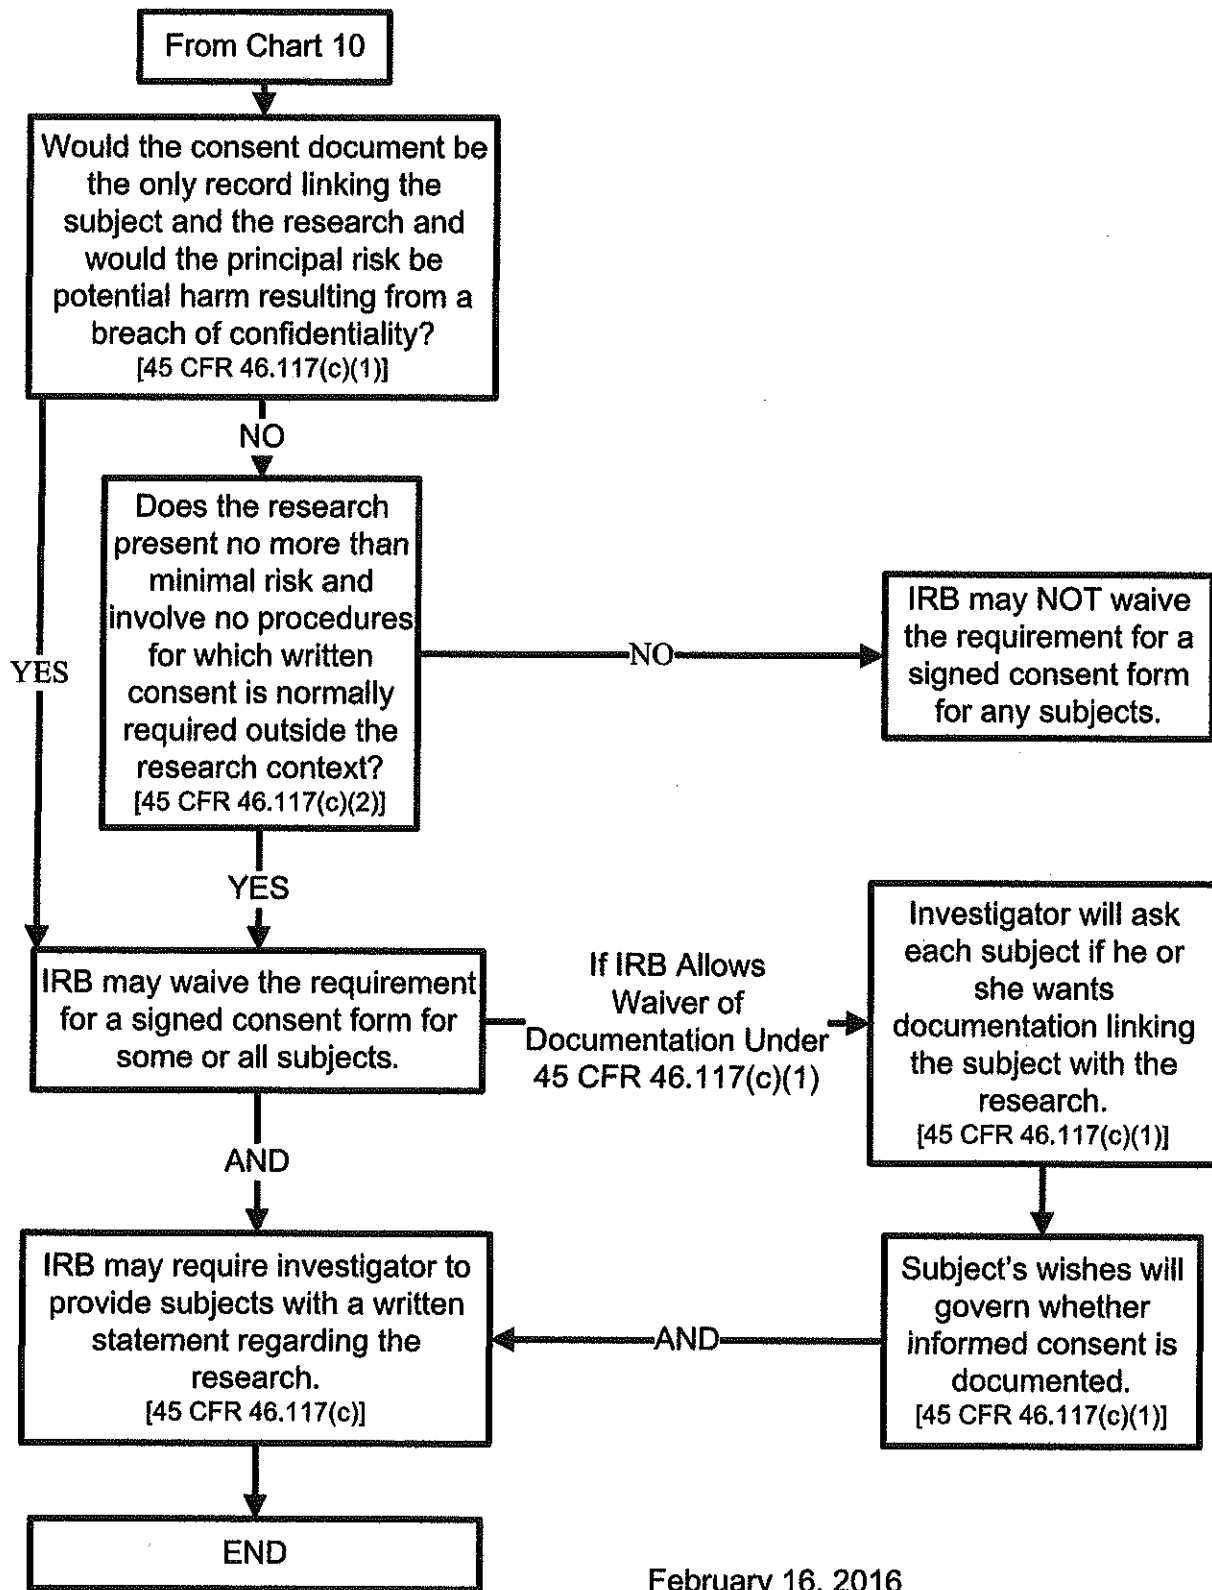 From Chart 10
Would the consent document be
the only record linking the
subject and the research and
would the principal risk be
potential harm resulting from a
breach of confidentiality?
[45 CFR 46.117(c)(1)]
NO
YES
Does the research
present no more than
minimal risk and
involve no procedures
for which written
consent is normally
required outside the
research context?
[45 CFR 46.117(c)(2)]
NO
IRB may NOT waive
the requirement for a
signed consent form
for any subjects.
YES
IRB may waive the requirement
for a signed consent form for
some or all subjects.
If IRB Allows
Waiver of
Documentation Under
45 CFR 46.117(c)(1)
Investigator will ask
each subject if he or
she wants
documentation linking
the subject with the
research.
[45 CFR 46.117(c)(1)]
AND
Subject's wishes will
govern whether
informed consent is
documented.
[45 CFR 46.117(c)(1)]
AND
IRB may require investigator to
provide subjects with a written
statement regarding the
research.
[45 CFR 46.117(c)]
END
February 16, 2016